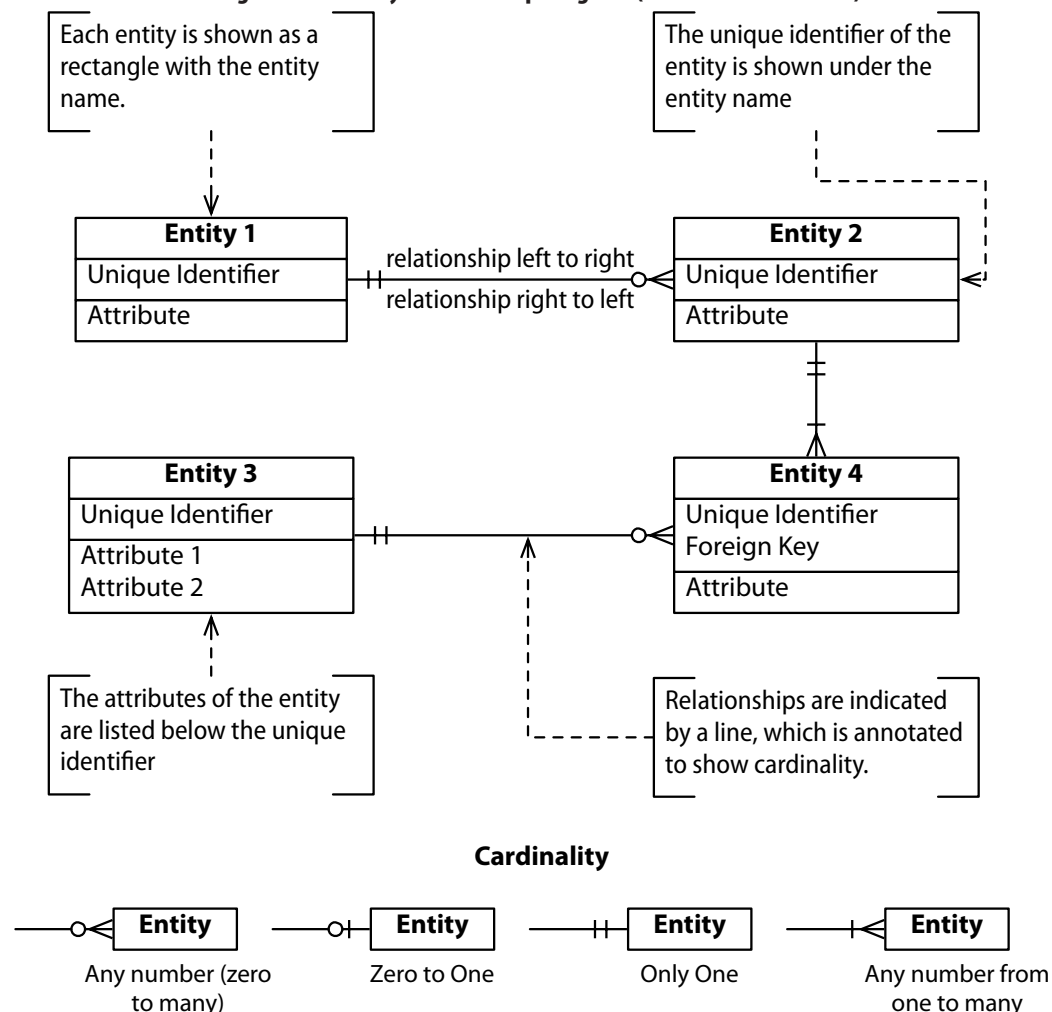 Each entity is shown as a
rectangle with the entity
name.
The unique identifier of the
entity is shown under the
entity name
Entity 1
Unique Identifier
Attribute
relationship left to right
relationship right to left
Entity 2
Unique Identifier
Attribute
Entity 3
Unique Identifier
Attribute 1
Attribute 2
Entity 4
Unique Identifier
Foreign Key
Attribute
The attributes of the entity
are listed below the unique
identifier
Relationships are indicated
by a line, which is annotated
to show cardinality.
Cardinality
Entity
Any number (zero
to many)
Entity
Zero to One
Entity
Only One
Entity
Any number from
one to many